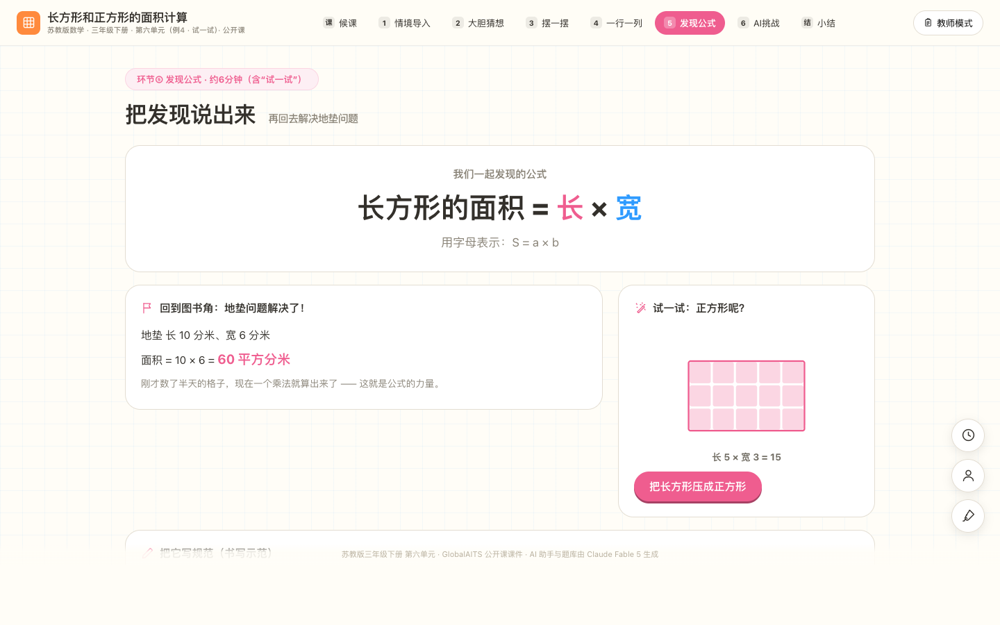 长方形和正方形的面积计算
苏教版数学 · 三年级下册 · 第六单元（例4 · 试一试）· 公开课
课 候课
1 情境导入
2 大胆猜想
3 摆一摆
4 一行一列
5 发现公式
6 AI挑战
结 小结
教师模式
环节⑤ 发现公式 · 约6分钟（含“试一试”）
把发现说出来 再回去解决地垫问题
我们一起发现的公式
长方形的面积 = 长 × 宽
用字母表示：S = a × b
回到图书角：地垫问题解决了！
地垫 长 10 分米、宽 6 分米
面积 = 10 × 6 = 60 平方分米
刚才数了半天的格子，现在一个乘法就算出来了 —— 这就是公式的力量。
试一试：正方形呢?
长 5 × 宽 3 = 15
把长方形压成正方形
把它写规范（书写示范）
苏教版三年级下册 第六单元 · GlobalAITS 公开课课件 · AI 助手与题库由 Claude Fable 5 生成